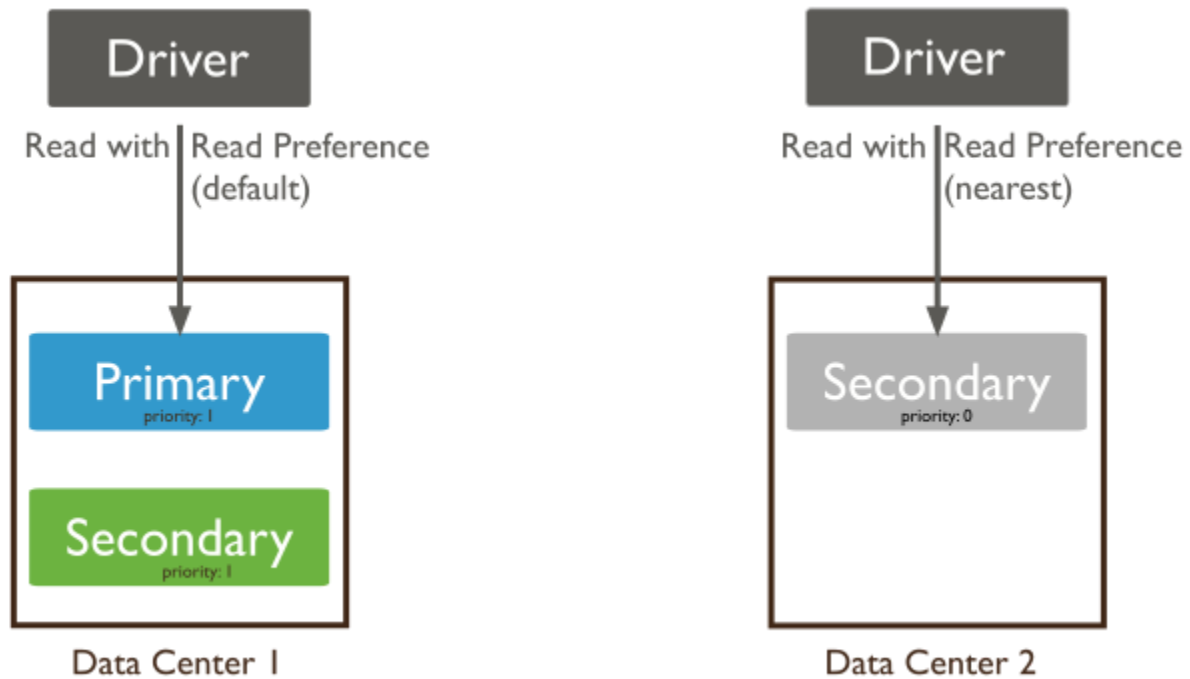 Driver
Read with Read Preference
(default)
Primary
priority: 1
Secondary
priority: 1
Data Center 1
Driver
Read with Read Preference
(nearest)
Secondary
priority: 0
Data Center 2